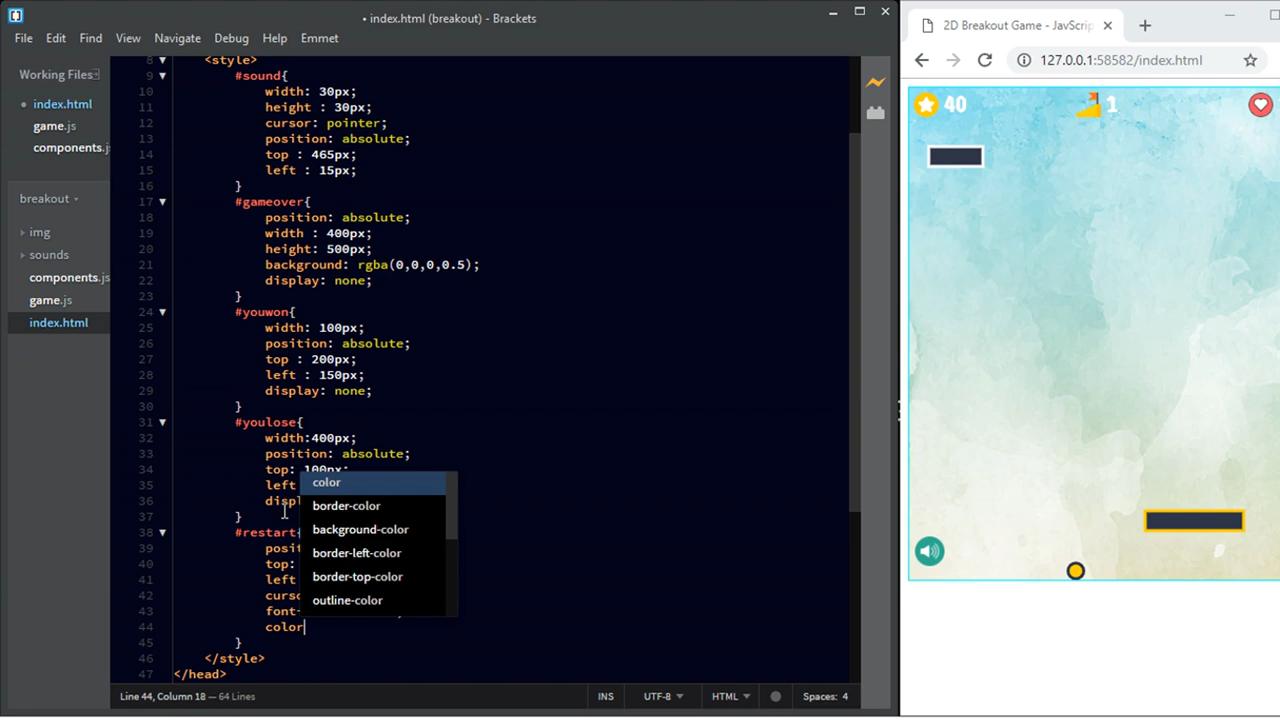 index.html (breakout) - Brackets
File Edit Find View Navigate Debug Help Emmet
Working Files
index.html
game.js
components.j
breakout
img
sounds
components.js
game.js
index.html
8 <style>
9 #sound{
10 width: 30px;
11 height : 30px;
12 cursor: pointer;
13 position: absolute;
14 top : 465px;
15 left : 15px;
16 }
17 #gameover{
18 position: absolute;
19 width : 400px;
20 height: 500px;
21 background: rgba(0,0,0,0.5);
22 display: none;
23 }
24 #youwon{
25 width: 100px;
26 position: absolute;
27 top : 200px;
28 left : 150px;
29 display: none;
30 }
31 #youlose{
32 width:400px;
33 position: absolute;
34 top: 100px;
35 left
36 displ
37 }
38 #restart{
39 posit
40 top:
41 left
42 curso
43 font-
44 color
45 }
46 </style>
47 </head>
color
border-color
background-color
border-left-color
border-top-color
outline-color
Line 44, Column 18 — 64 Lines
INS UTF-8 HTML Spaces: 4
2D Breakout Game - JavScrip
127.0.0.1:58582/index.html
40 1